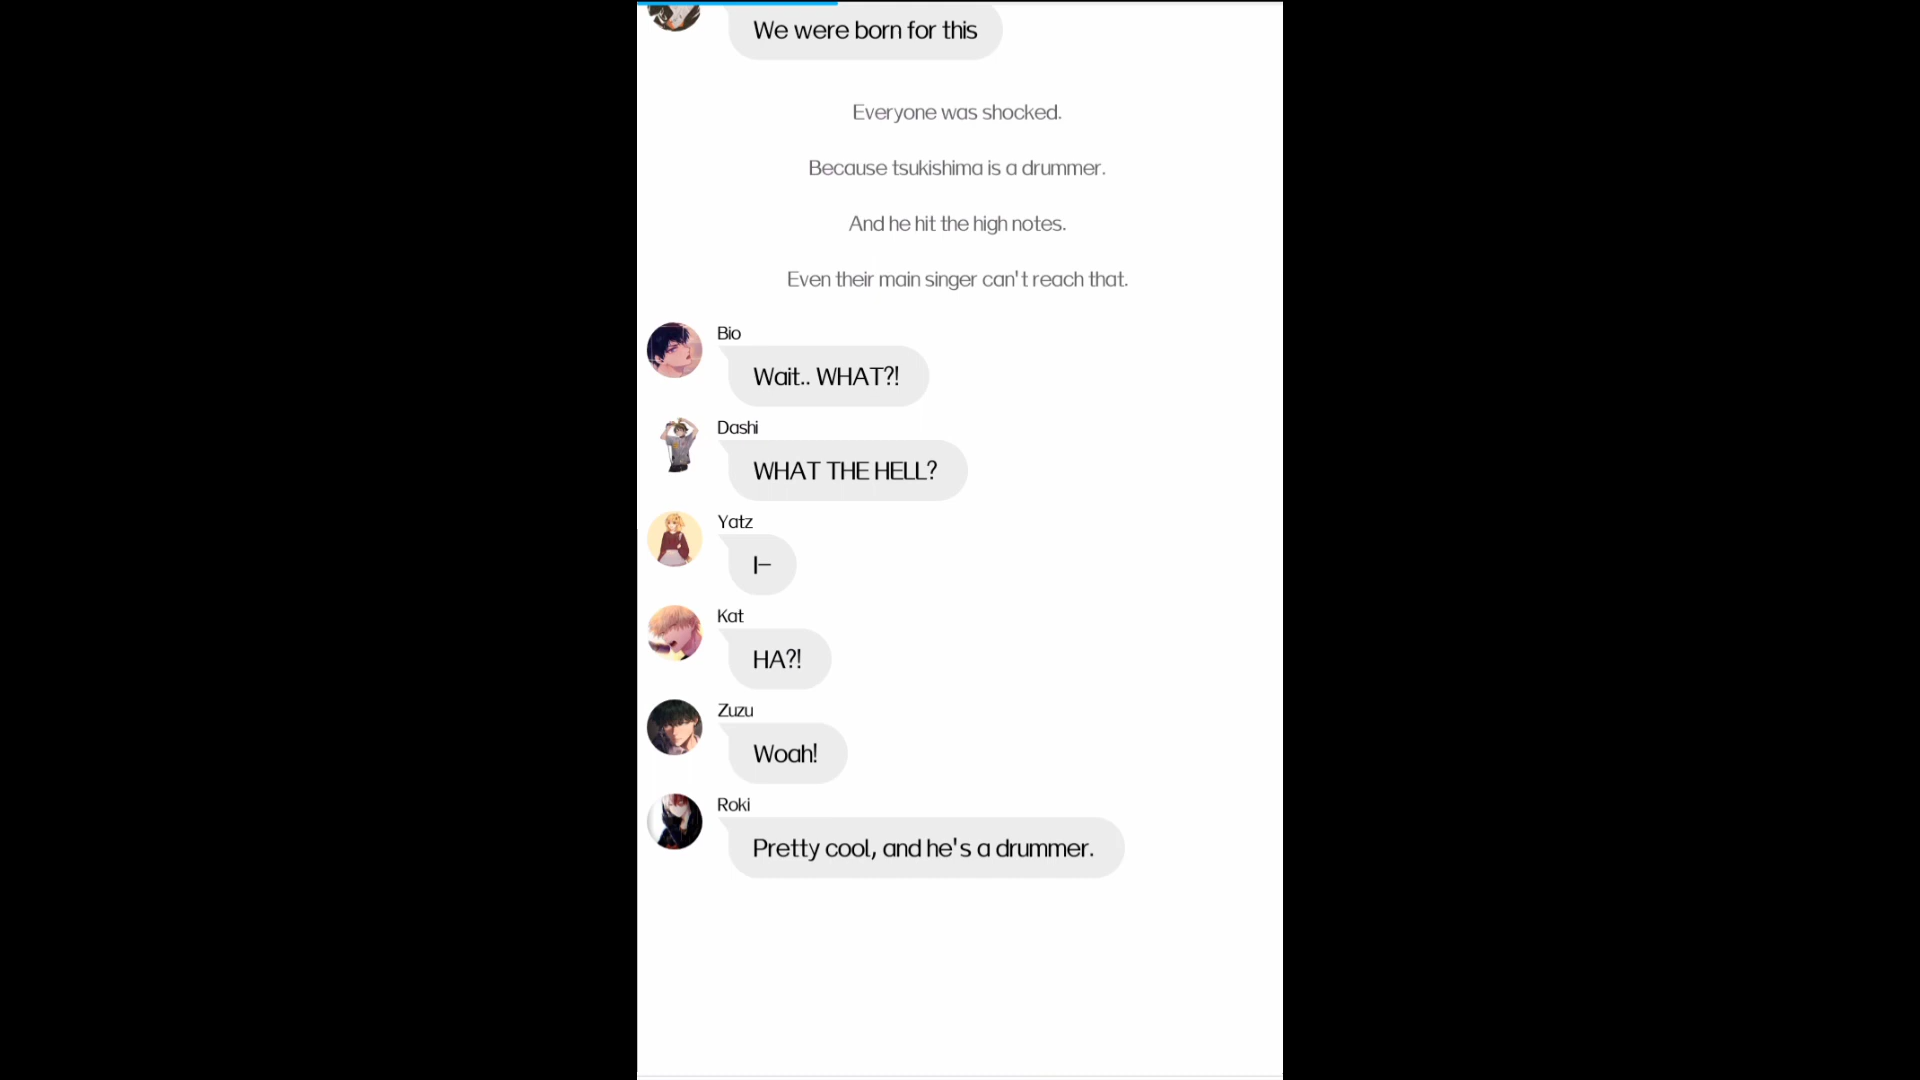 We were born for this
Everyone was shocked.
Because tsukishima is a drummer.
And he hit the high notes.
Even their main singer can't reach that.
Bio
Wait.. WHAT?!
Dashi
WHAT THE HELL?
Yatz
I-
Kat
HA?!
Zuzu
Woah!
Roki
Pretty cool, and he's a drummer.